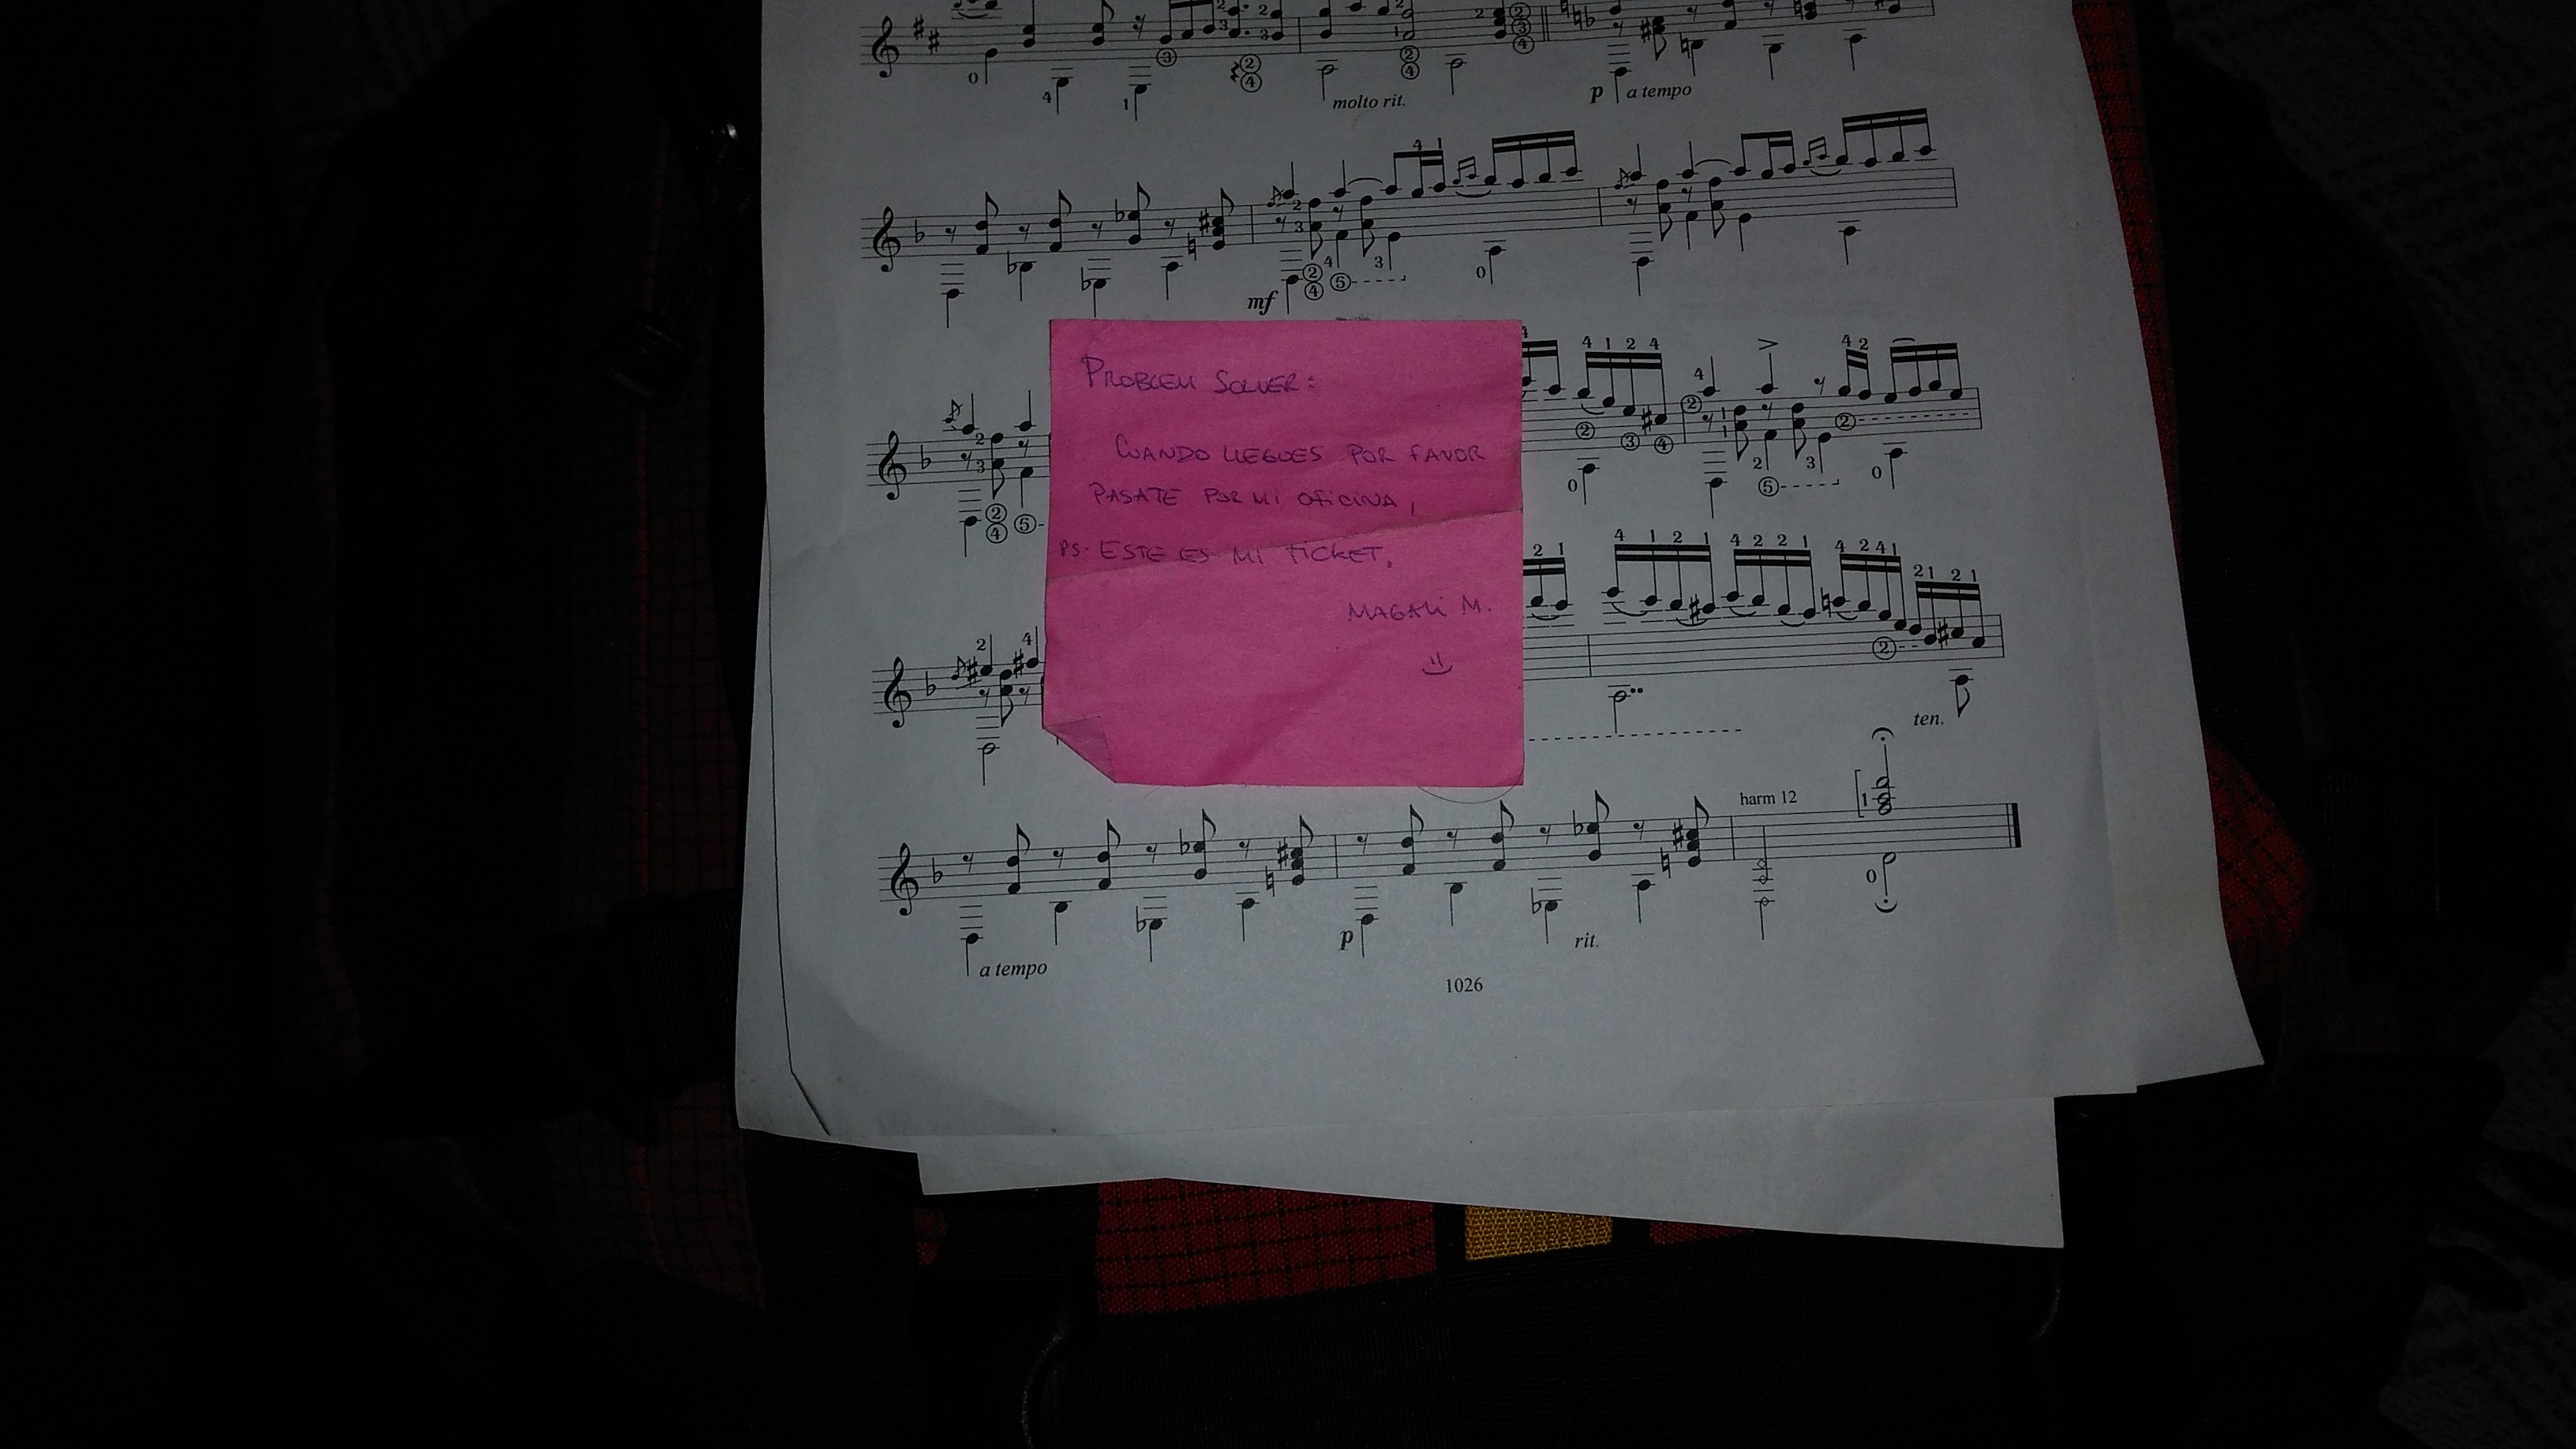 molto rit.
p a tempo
mf
PROBLEM SOLVER:
CUANDO LLEGUES POR FAVOR
PASATE POR MI OFICINA,
PS. ESTE ES MI TICKET.
MAGALI M.
ten.
harm 12
a tempo
p
rit.
1026